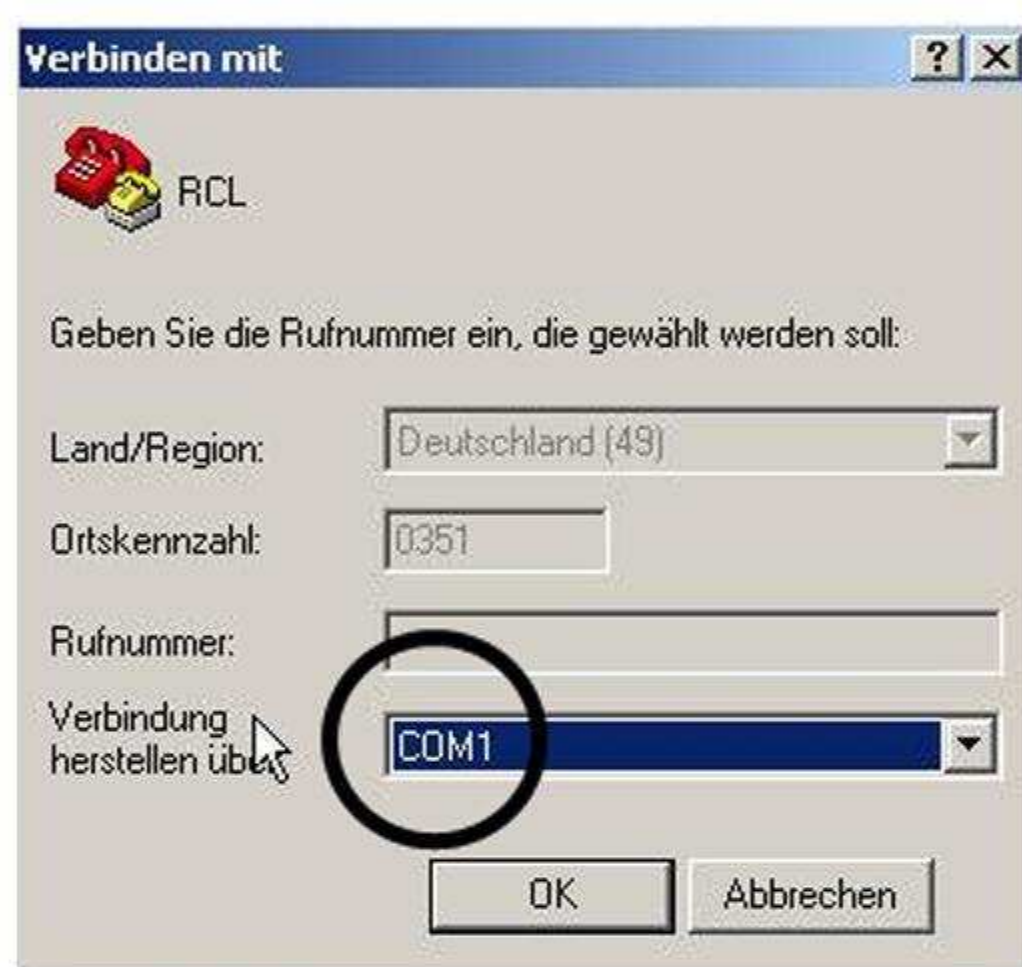 Verbinden mit
RCL
Geben Sie die Rufnummer ein, die gewählt werden soll:
Land/Region: Deutschland (49)
Ortskennzahl: 0351
Rufnummer:
Verbindung
herstellen über COM1
OK Abbrechen